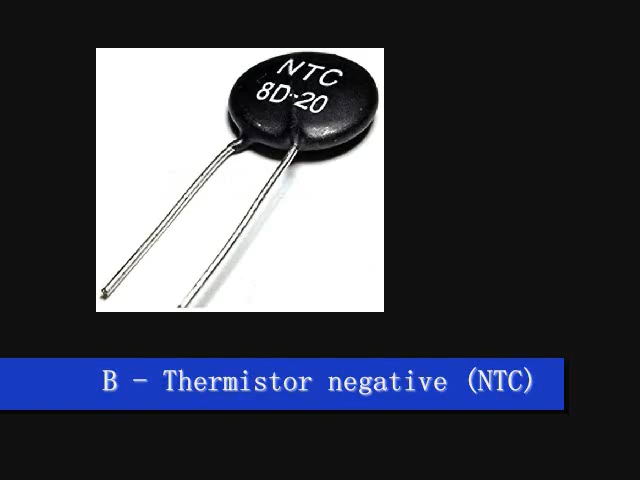 NTC
8D-20
B - Thermistor negative (NTC)